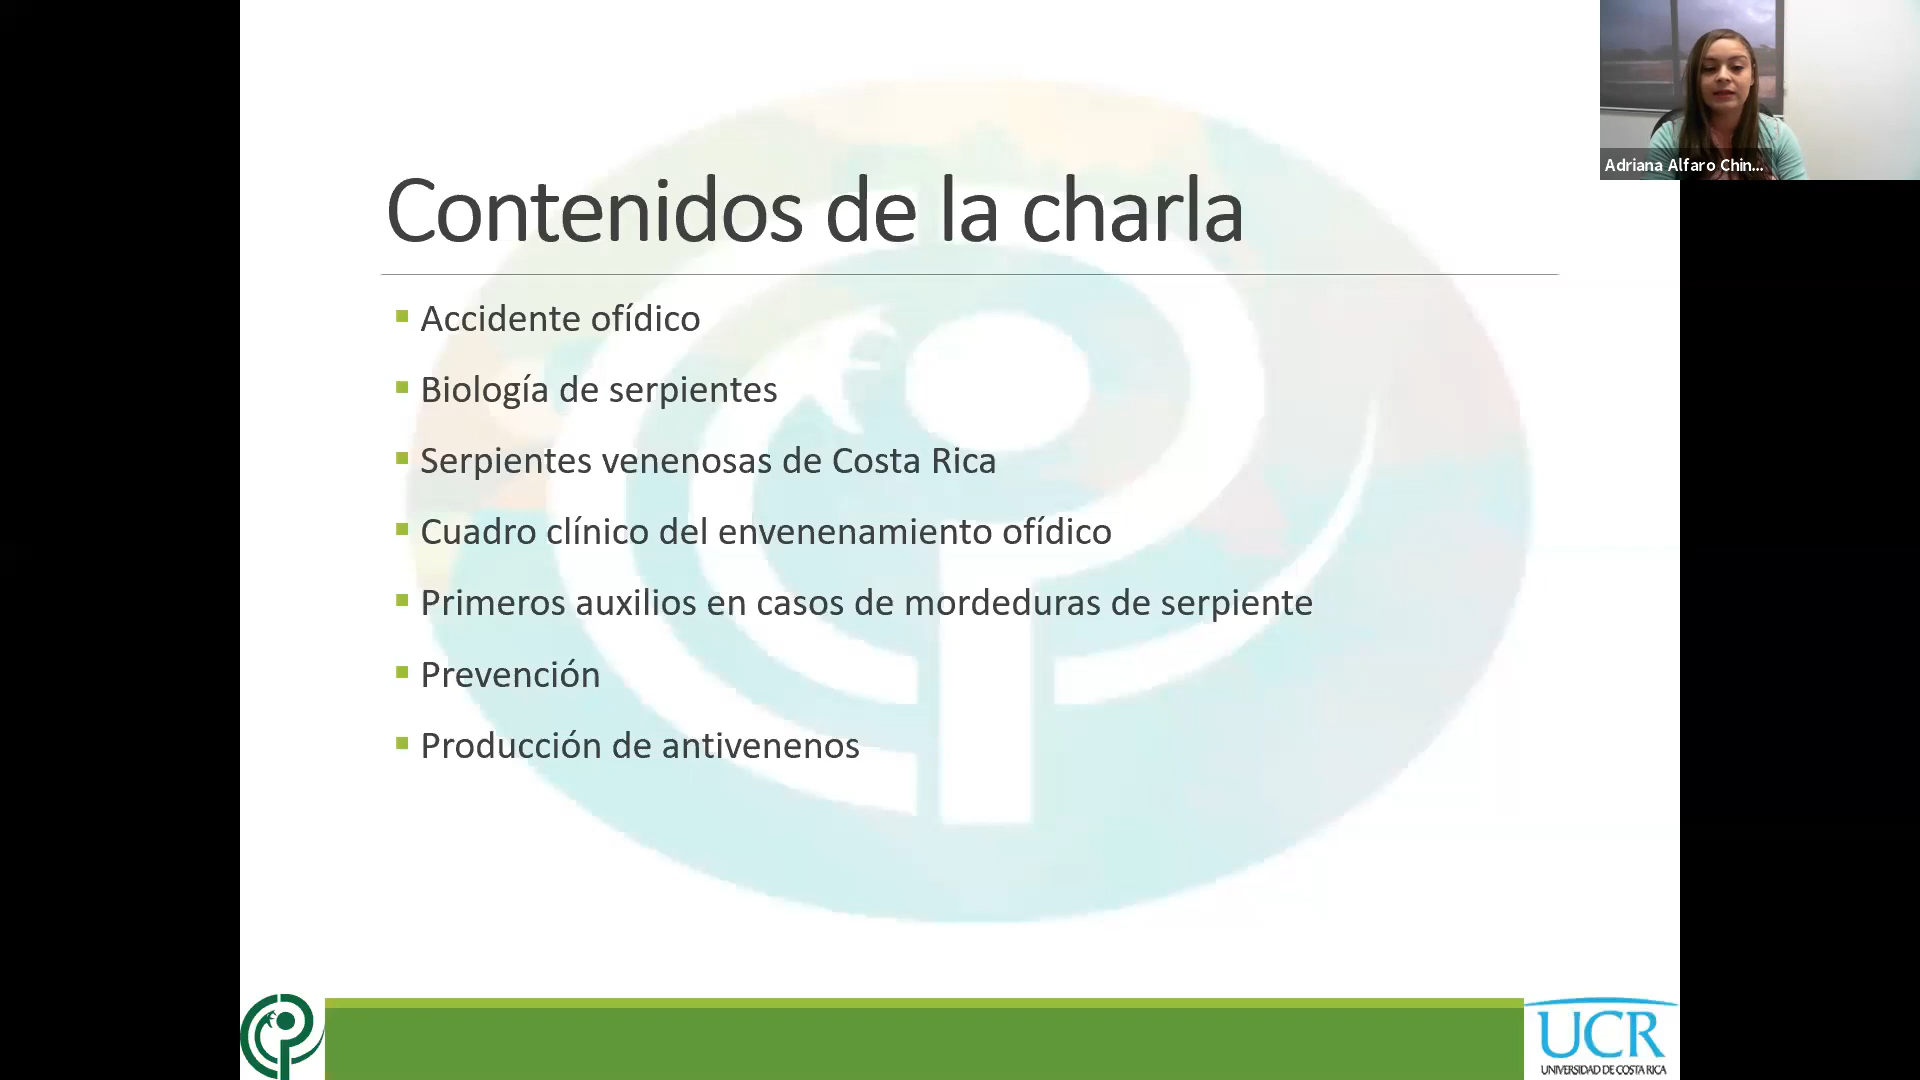 Contenidos de la charla
Accidente ofídico
Biología de serpientes
Serpientes venenosas de Costa Rica
Cuadro clínico del envenenamiento ofídico
Primeros auxilios en casos de mordeduras de serpiente
Prevención
Producción de antivenenos
Adriana Alfaro Chin...
UCR
UNIVERSIDAD DE COSTA RICA